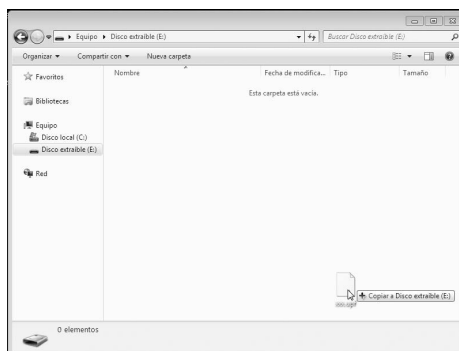 Equipo ▸ Disco extraíble (E:)
Buscar Disco extraíble (E:)
Organizar
Compartir con
Nueva carpeta
Nombre
Fecha de modifica...
Tipo
Tamaño
Favoritos
Esta carpeta está vacía.
Bibliotecas
Equipo
Disco local (C:)
Disco extraíble (E:)
Red
Copiar a Disco extraíble (E:)
0 elementos